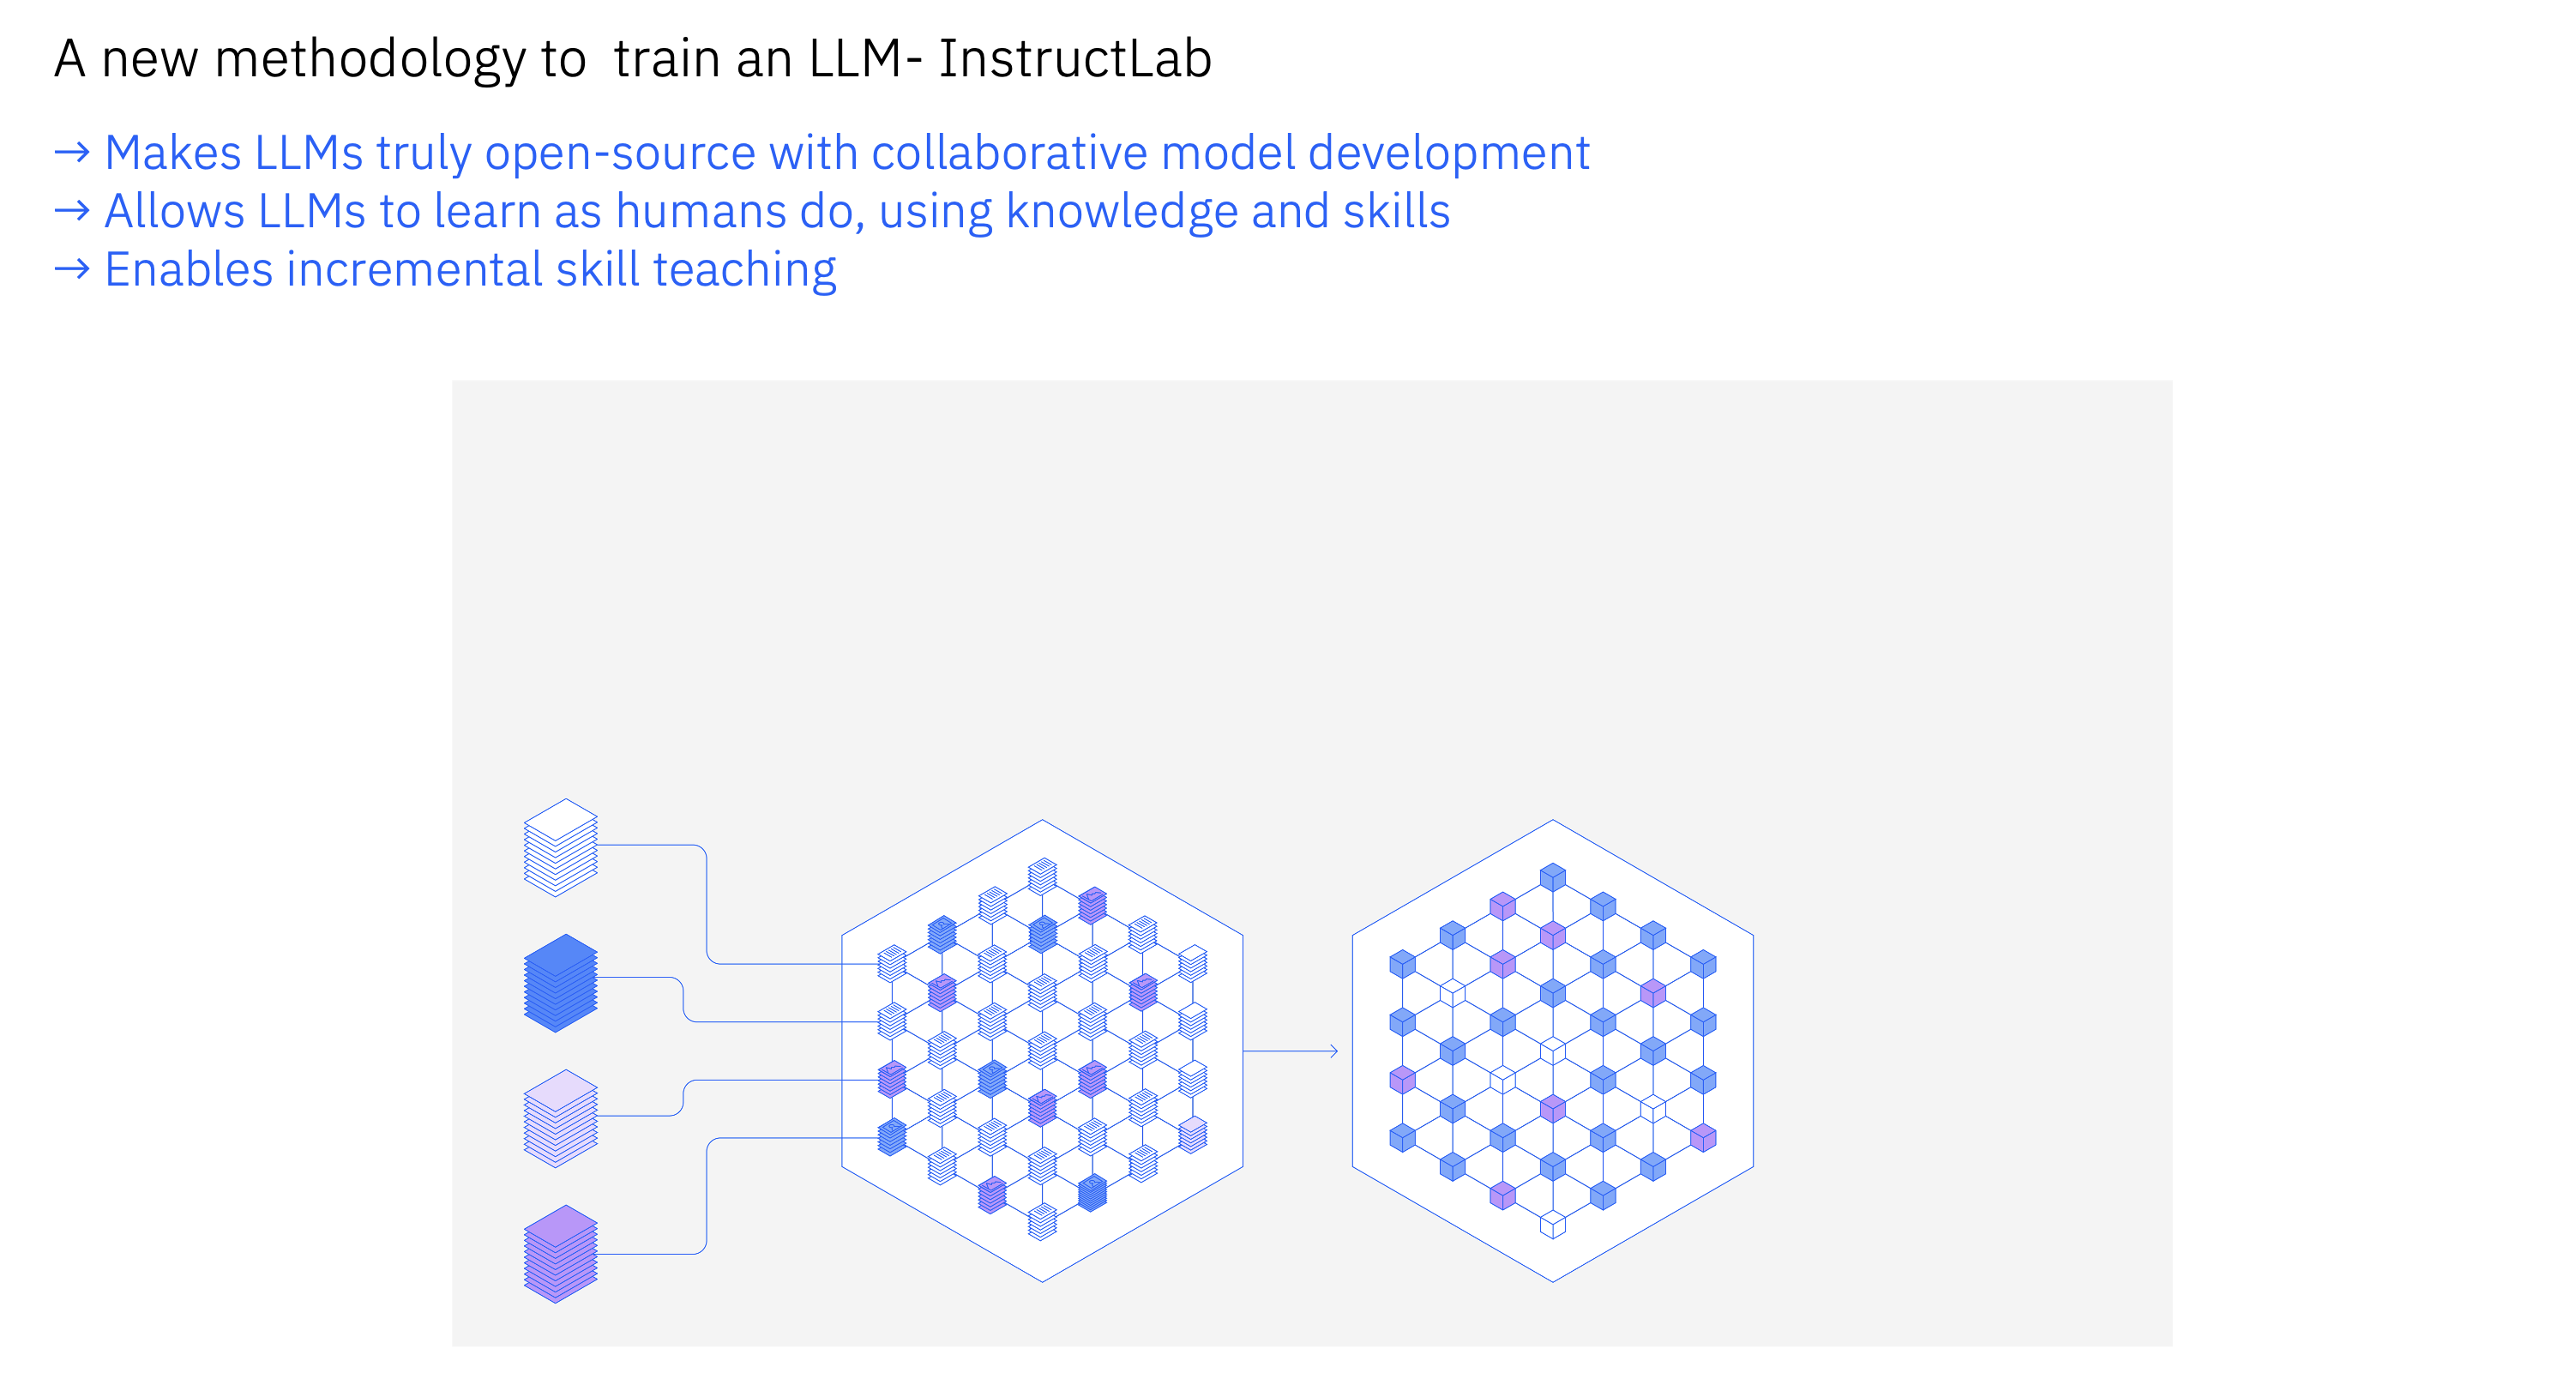 A new methodology to  train an LLM- InstructLab
→ Makes LLMs truly open-source with collaborative model development
→ Allows LLMs to learn as humans do, using knowledge and skills
→ Enables incremental skill teaching